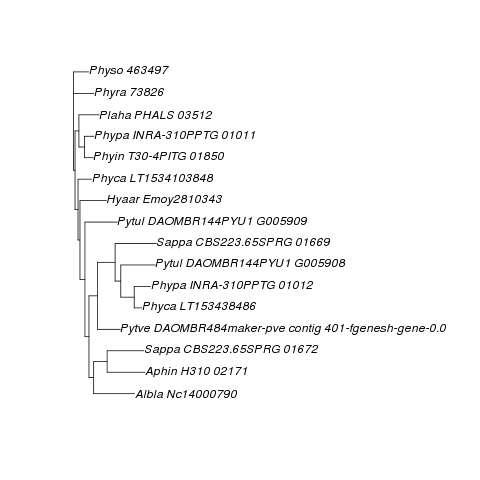 Physo 463497
Phyra 73826
Plaha PHALS 03512
Phypa INRA-310PPTG 01011
Phyin T30-4PITG 01850
Phyca LT1534103848
Hyaar Emoy2810343
Pytul DAOMBR144PYU1 G005909
Sappa CBS223.65SPRG 01669
Pytul DAOMBR144PYU1 G005908
Phypa INRA-310PPTG 01012
Phyca LT153438486
Pytve DAOMBR484maker-pve contig 401-fgenesh-gene-0.0
Sappa CBS223.65SPRG 01672
Aphin H310 02171
Albla Nc14000790